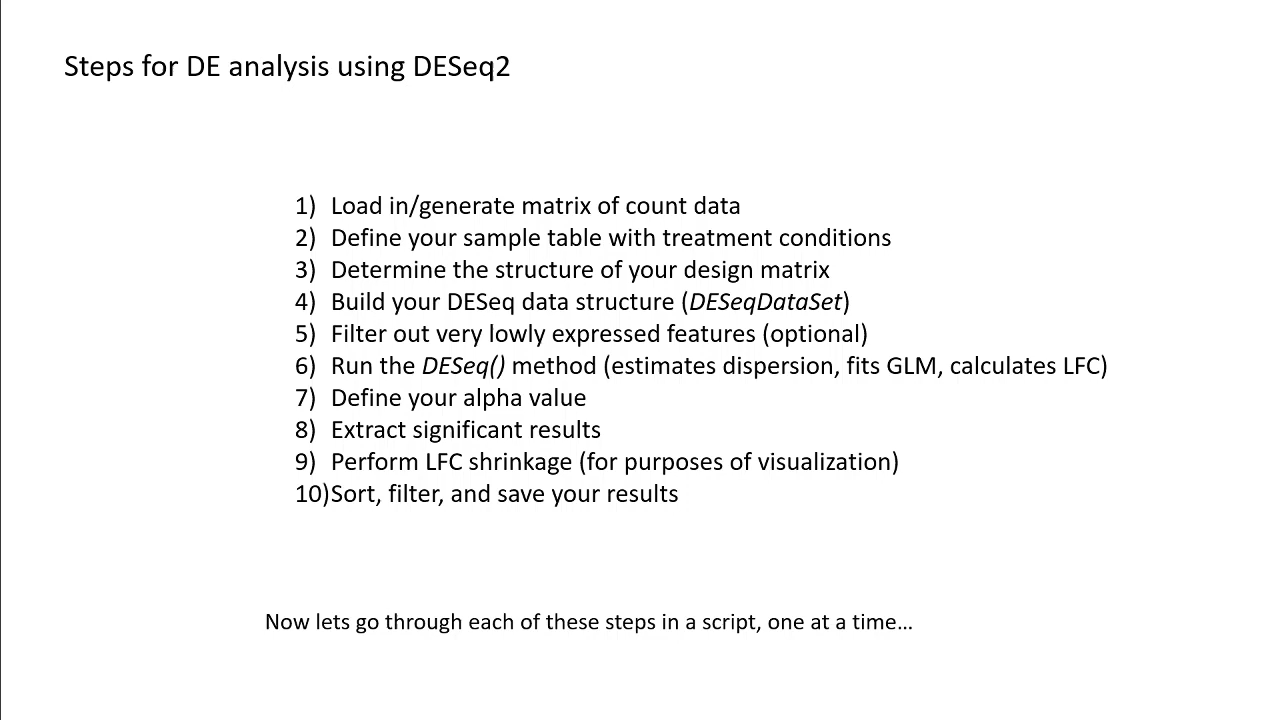 Steps for DE analysis using DESeq2
1) Load in/generate matrix of count data
2) Define your sample table with treatment conditions
3) Determine the structure of your design matrix
4) Build your DESeq data structure (DESeqDataSet)
5) Filter out very lowly expressed features (optional)
6) Run the DESeq() method (estimates dispersion, fits GLM, calculates LFC)
7) Define your alpha value
8) Extract significant results
9) Perform LFC shrinkage (for purposes of visualization)
10)Sort, filter, and save your results
Now lets go through each of these steps in a script, one at a time…